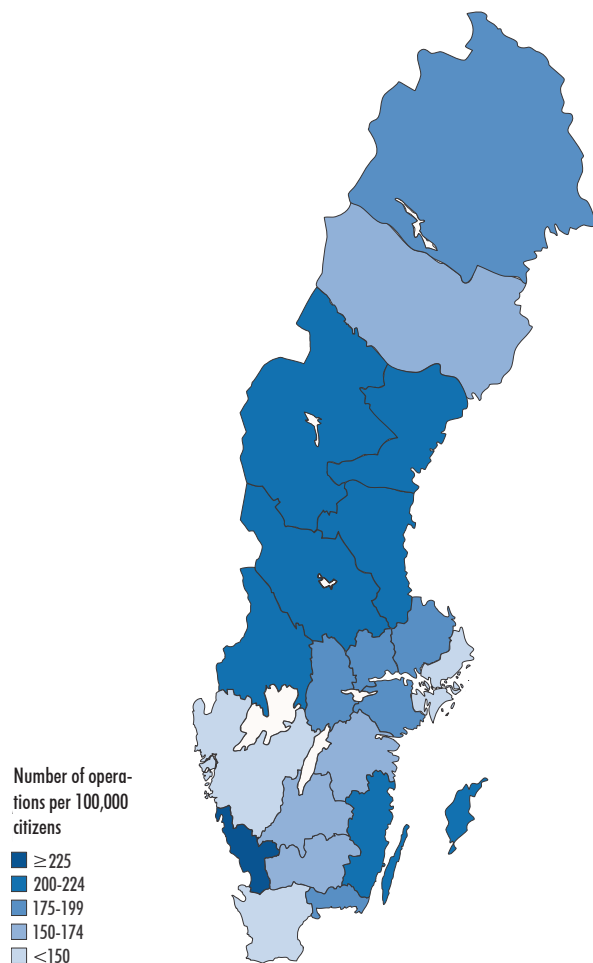 Number of opera-
tions per 100,000
citizens
≥225
200-224
175-199
150-174
<150